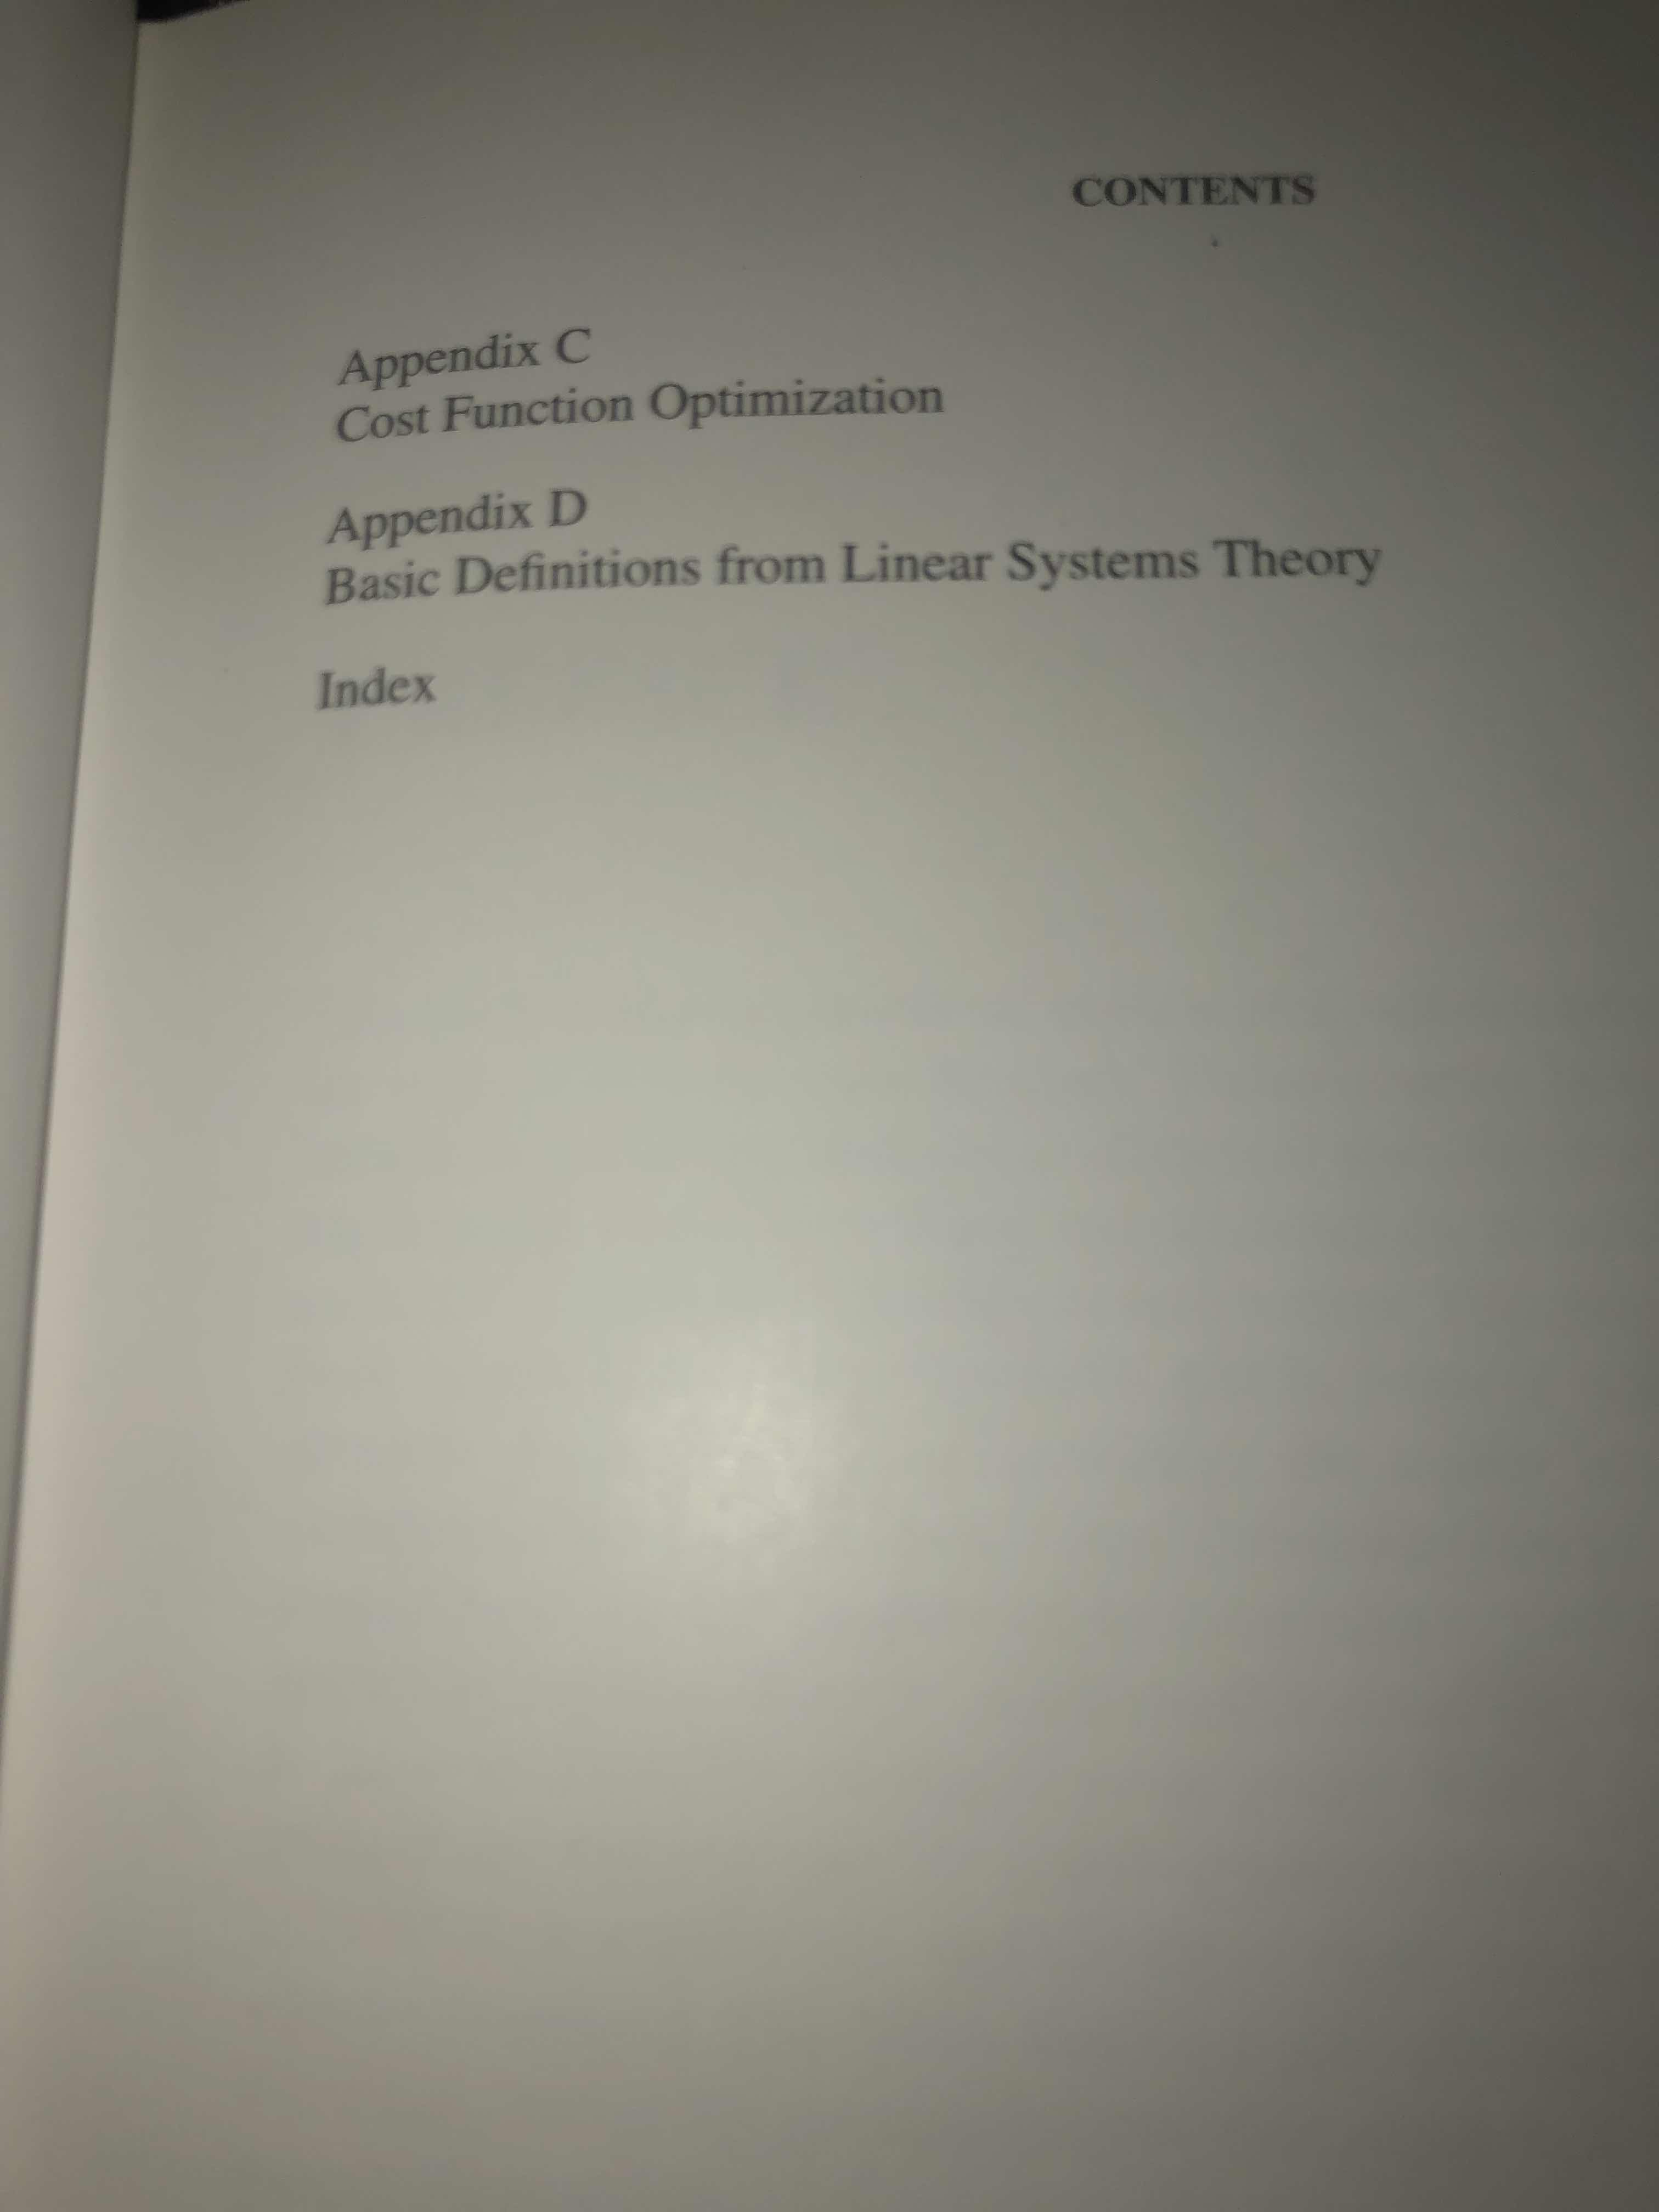 CONTENTS
Appendix C
Cost Function Optimization
Appendix D
Basic Definitions from Linear Systems Theory
Index